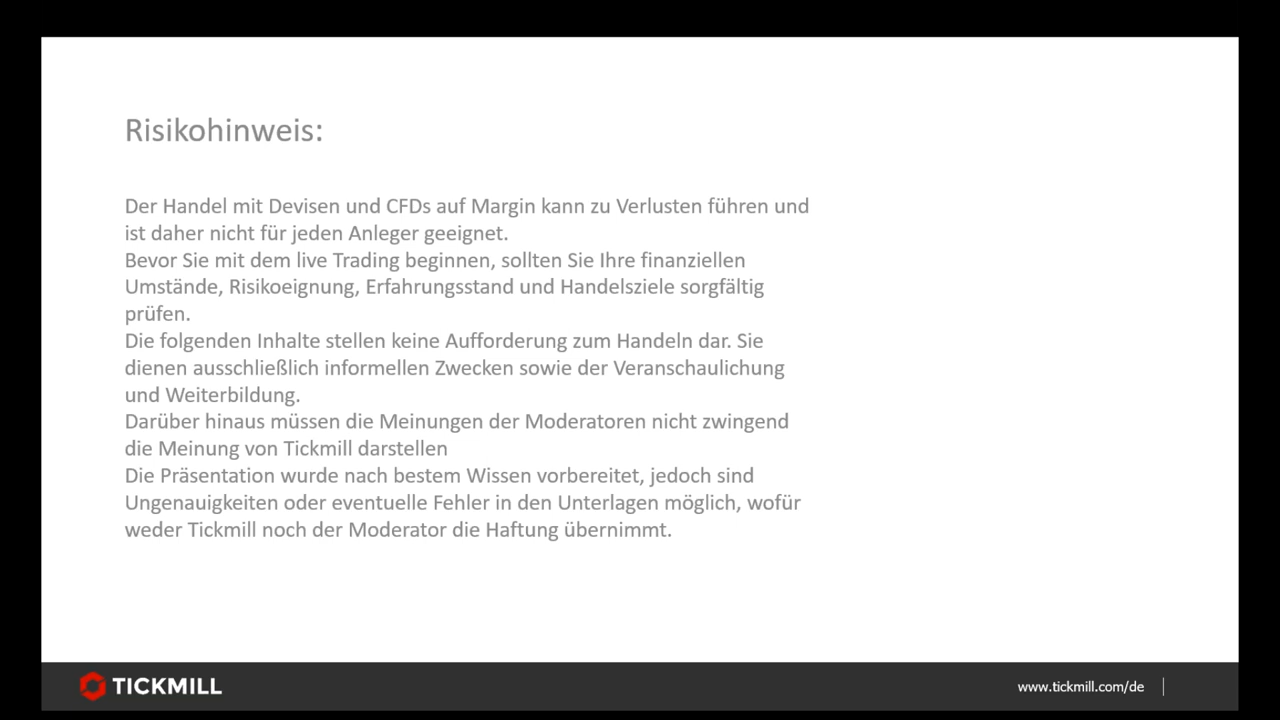 Risikohinweis:
Der Handel mit Devisen und CFDs auf Margin kann zu Verlusten führen und
ist daher nicht für jeden Anleger geeignet.
Bevor Sie mit dem live Trading beginnen, sollten Sie Ihre finanziellen
Umstände, Risikoeignung, Erfahrungsstand und Handelsziele sorgfältig
prüfen.
Die folgenden Inhalte stellen keine Aufforderung zum Handeln dar. Sie
dienen ausschließlich informellen Zwecken sowie der Veranschaulichung
und Weiterbildung.
Darüber hinaus müssen die Meinungen der Moderatoren nicht zwingend
die Meinung von Tickmill darstellen
Die Präsentation wurde nach bestem Wissen vorbereitet, jedoch sind
Ungenauigkeiten oder eventuelle Fehler in den Unterlagen möglich, wofür
weder Tickmill noch der Moderator die Haftung übernimmt.
TICKMILL
www.tickmill.com/de